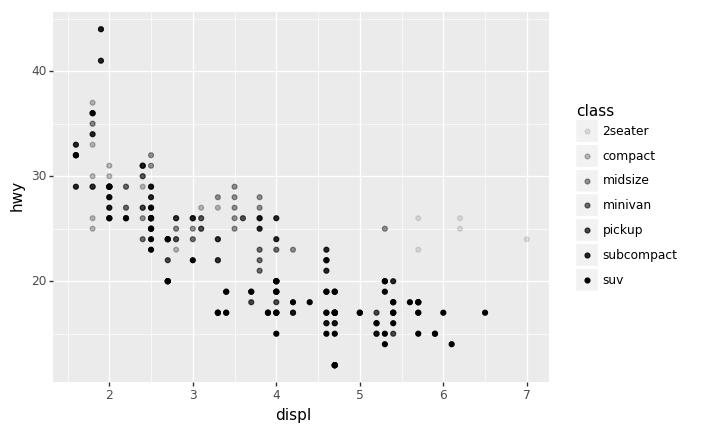 hwy
40
30
20
2
3
4
5
6
7
displ
class
2seater
compact
midsize
minivan
pickup
subcompact
suv